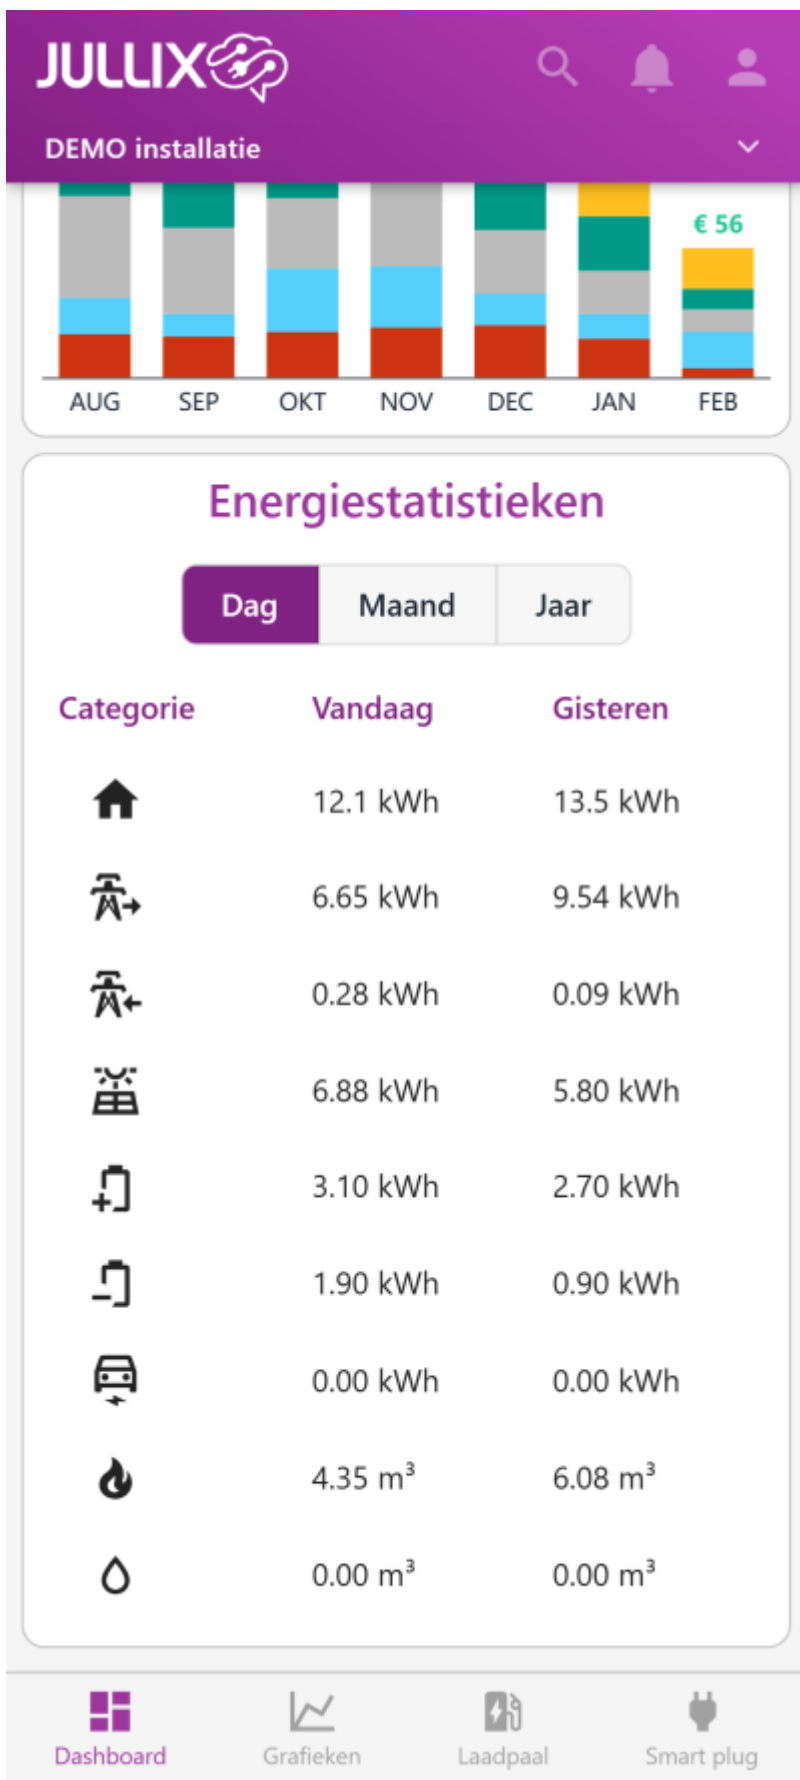 JULLIX
DEMO installatie
€ 56
AUG SEP OKT NOV DEC JAN FEB
Energiestatistieken
Dag Maand Jaar
Categorie Vandaag Gisteren
12.1 kWh 13.5 kWh
6.65 kWh 9.54 kWh
0.28 kWh 0.09 kWh
6.88 kWh 5.80 kWh
3.10 kWh 2.70 kWh
1.90 kWh 0.90 kWh
0.00 kWh 0.00 kWh
4.35 m³ 6.08 m³
0.00 m³ 0.00 m³
Dashboard Grafieken Laadpaal Smart plug